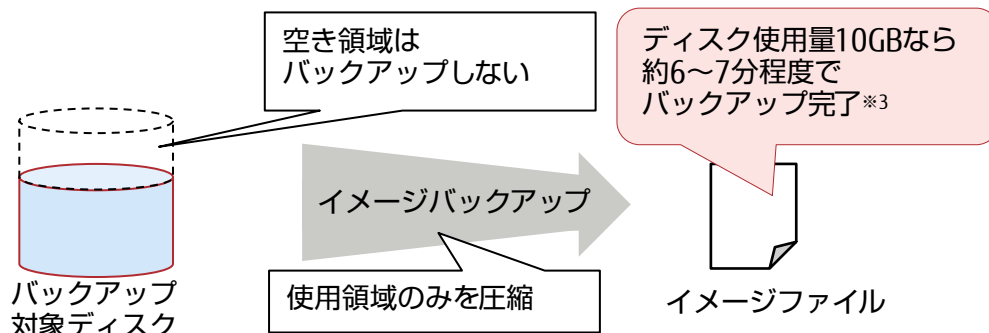 空き領域は
バックアップしない
ディスク使用量10GBなら
約6～7分程度で
バックアップ完了※3
イメージバックアップ
使用領域のみを圧縮
イメージファイル
バックアップ
対象ディスク